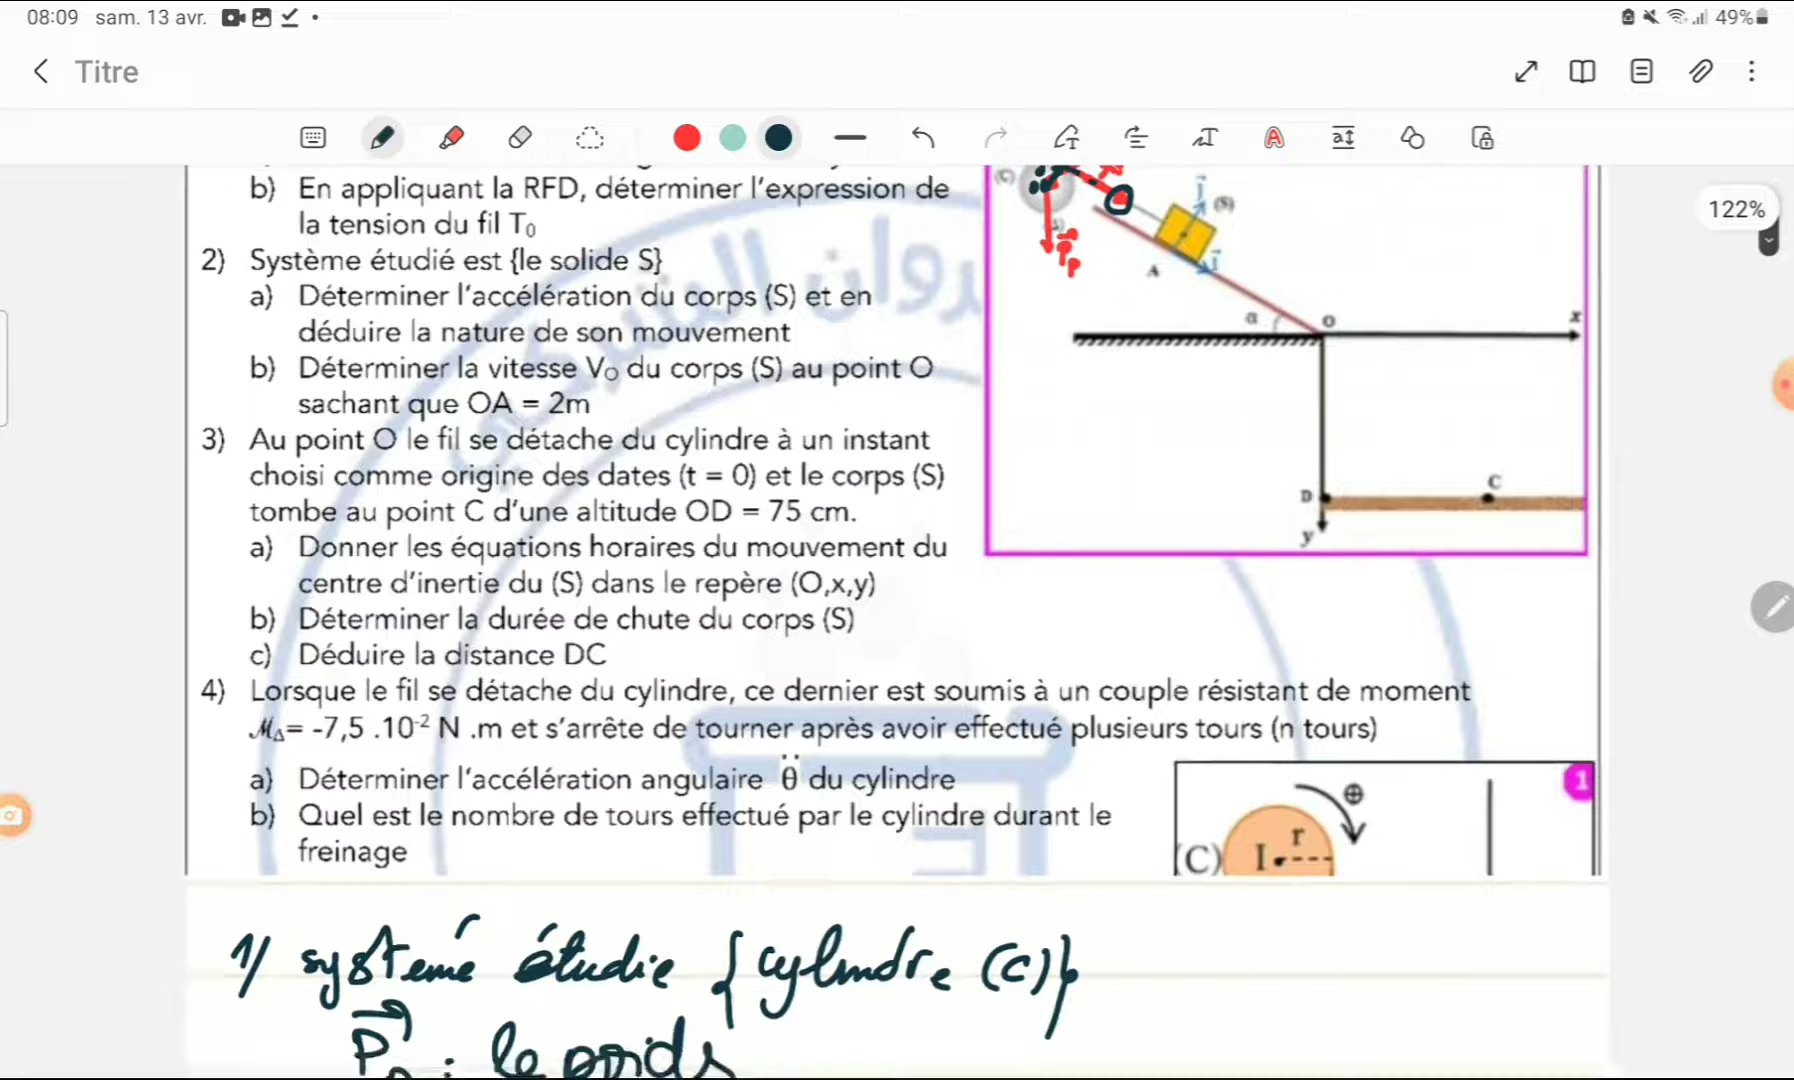 08:09 sam. 13 avr.
49%
Titre
122%
b) En appliquant la RFD, déterminer l'expression de
la tension du fil T₀
2) Système étudié est {le solide S}
a) Déterminer l'accélération du corps (S) et en
déduire la nature de son mouvement
b) Déterminer la vitesse V₀ du corps (S) au point O
sachant que OA = 2m
3) Au point O le fil se détache du cylindre à un instant
choisi comme origine des dates (t = 0) et le corps (S)
tombe au point C d'une altitude OD = 75 cm.
a) Donner les équations horaires du mouvement du
centre d'inertie du (S) dans le repère (O,x,y)
b) Déterminer la durée de chute du corps (S)
c) Déduire la distance DC
4) Lorsque le fil se détache du cylindre, ce dernier est soumis à un couple résistant de moment
ℳ_Δ= -7,5 .10⁻² N .m et s'arrête de tourner après avoir effectué plusieurs tours (n tours)
a) Déterminer l'accélération angulaire θ̈ du cylindre
b) Quel est le nombre de tours effectué par le cylindre durant le
freinage
(C)
(S)
A
α
O
x
D
C
y
P⃗
1
⊕
(C) I r
1/ système étudie {cylindre (C)}
P⃗ : le poids